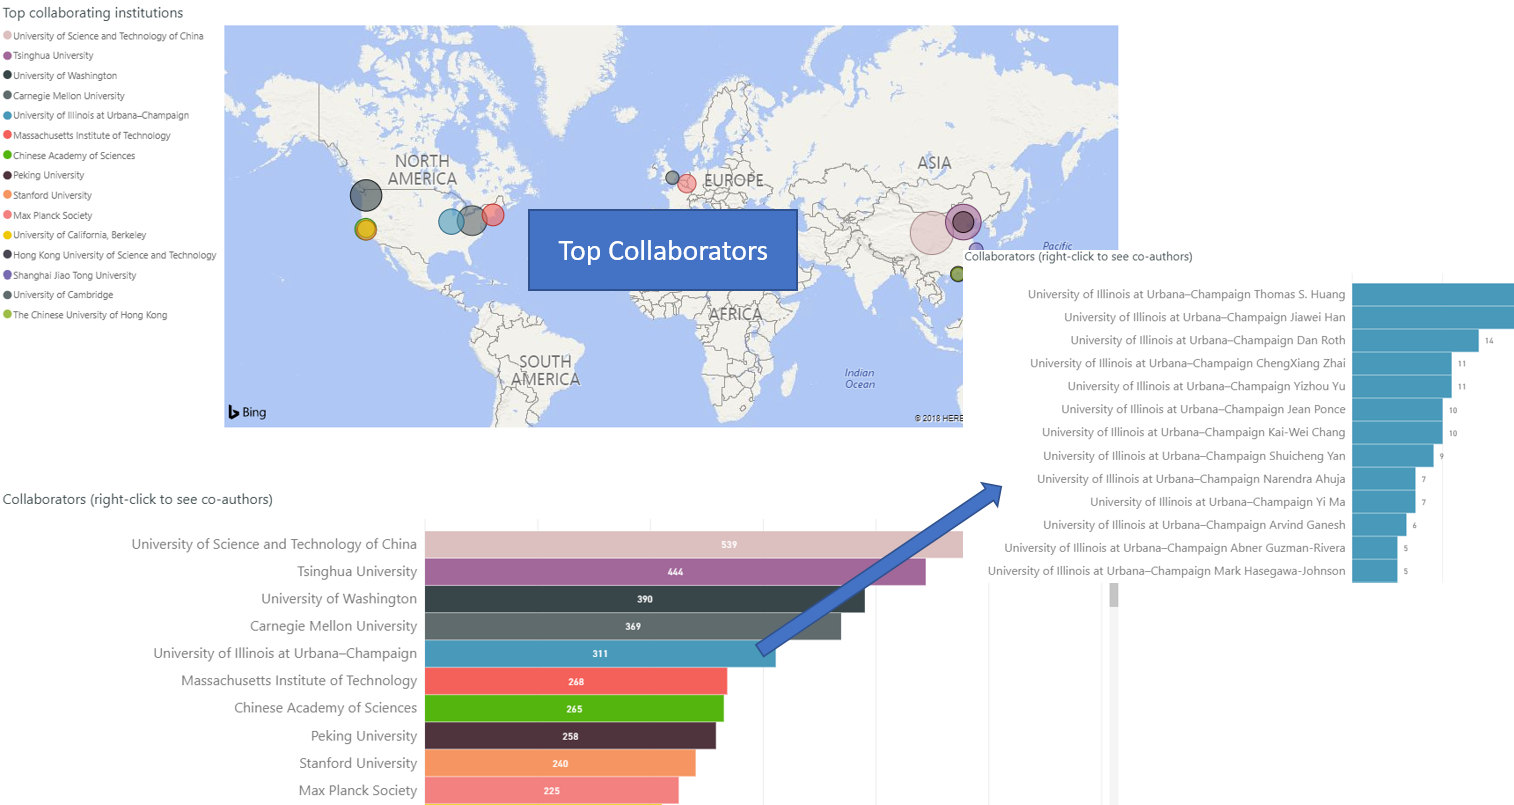 Top collaborating institutions
University of Science and Technology of China
Tsinghua University
University of Washington
Carnegie Mellon University
University of Illinois at Urbana–Champaign
Massachusetts Institute of Technology
Chinese Academy of Sciences
Peking University
Stanford University
Max Planck Society
University of California, Berkeley
Hong Kong University of Science and Technology
Shanghai Jiao Tong University
University of Cambridge
The Chinese University of Hong Kong
NORTH
AMERICA
EUROPE
ASIA
Pacific
AFRICA
SOUTH
AMERICA
Indian
Ocean
Bing
© 2018 HERE
Top Collaborators
Collaborators (right-click to see co-authors)
University of Illinois at Urbana–Champaign Thomas S. Huang
University of Illinois at Urbana–Champaign Jiawei Han
University of Illinois at Urbana–Champaign Dan Roth 14
University of Illinois at Urbana–Champaign ChengXiang Zhai 11
University of Illinois at Urbana–Champaign Yizhou Yu 11
University of Illinois at Urbana–Champaign Jean Ponce 10
University of Illinois at Urbana–Champaign Kai-Wei Chang 10
University of Illinois at Urbana–Champaign Shuicheng Yan 9
University of Illinois at Urbana–Champaign Narendra Ahuja 7
University of Illinois at Urbana–Champaign Yi Ma 7
University of Illinois at Urbana–Champaign Arvind Ganesh 6
University of Illinois at Urbana–Champaign Abner Guzman-Rivera 5
University of Illinois at Urbana–Champaign Mark Hasegawa-Johnson 5
Collaborators (right-click to see co-authors)
University of Science and Technology of China 539
Tsinghua University 444
University of Washington 390
Carnegie Mellon University 369
University of Illinois at Urbana–Champaign 311
Massachusetts Institute of Technology 268
Chinese Academy of Sciences 265
Peking University 258
Stanford University 240
Max Planck Society 225